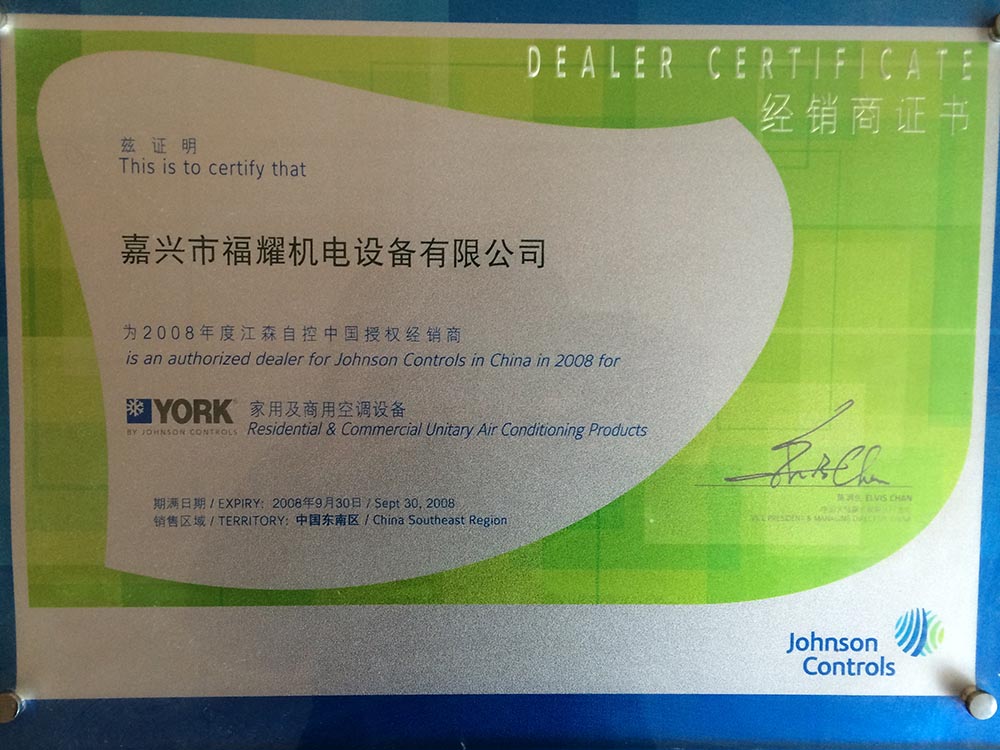 DEALER CERTIFICATE
经销商证书
兹证明
This is to certify that
嘉兴市福耀机电设备有限公司
为2008年度江森自控中国授权经销商
is an authorized dealer for Johnson Controls in China in 2008 for
YORK®
BY JOHNSON CONTROLS
家用及商用空调设备
Residential & Commercial Unitary Air Conditioning Products
期满日期 / EXPIRY: 2008年9月30日 / Sept 30, 2008
销售区域 / TERRITORY: 中国东南区 / China Southeast Region
ELVIS CHAN
VICE PRESIDENT & MANAGING DIRECTOR
Johnson
Controls